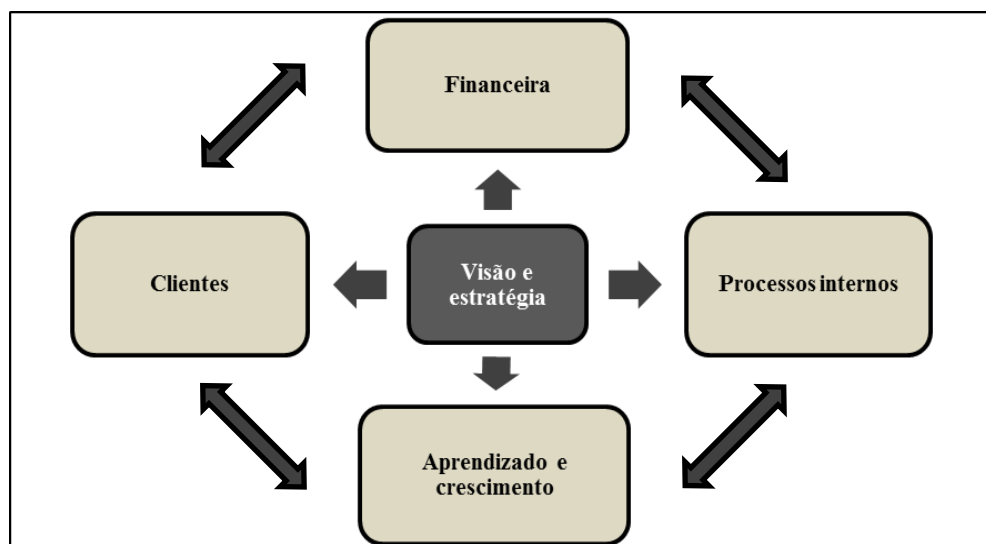 Financeira
Clientes
Visão e
estratégia
Processos internos
Aprendizado e
crescimento